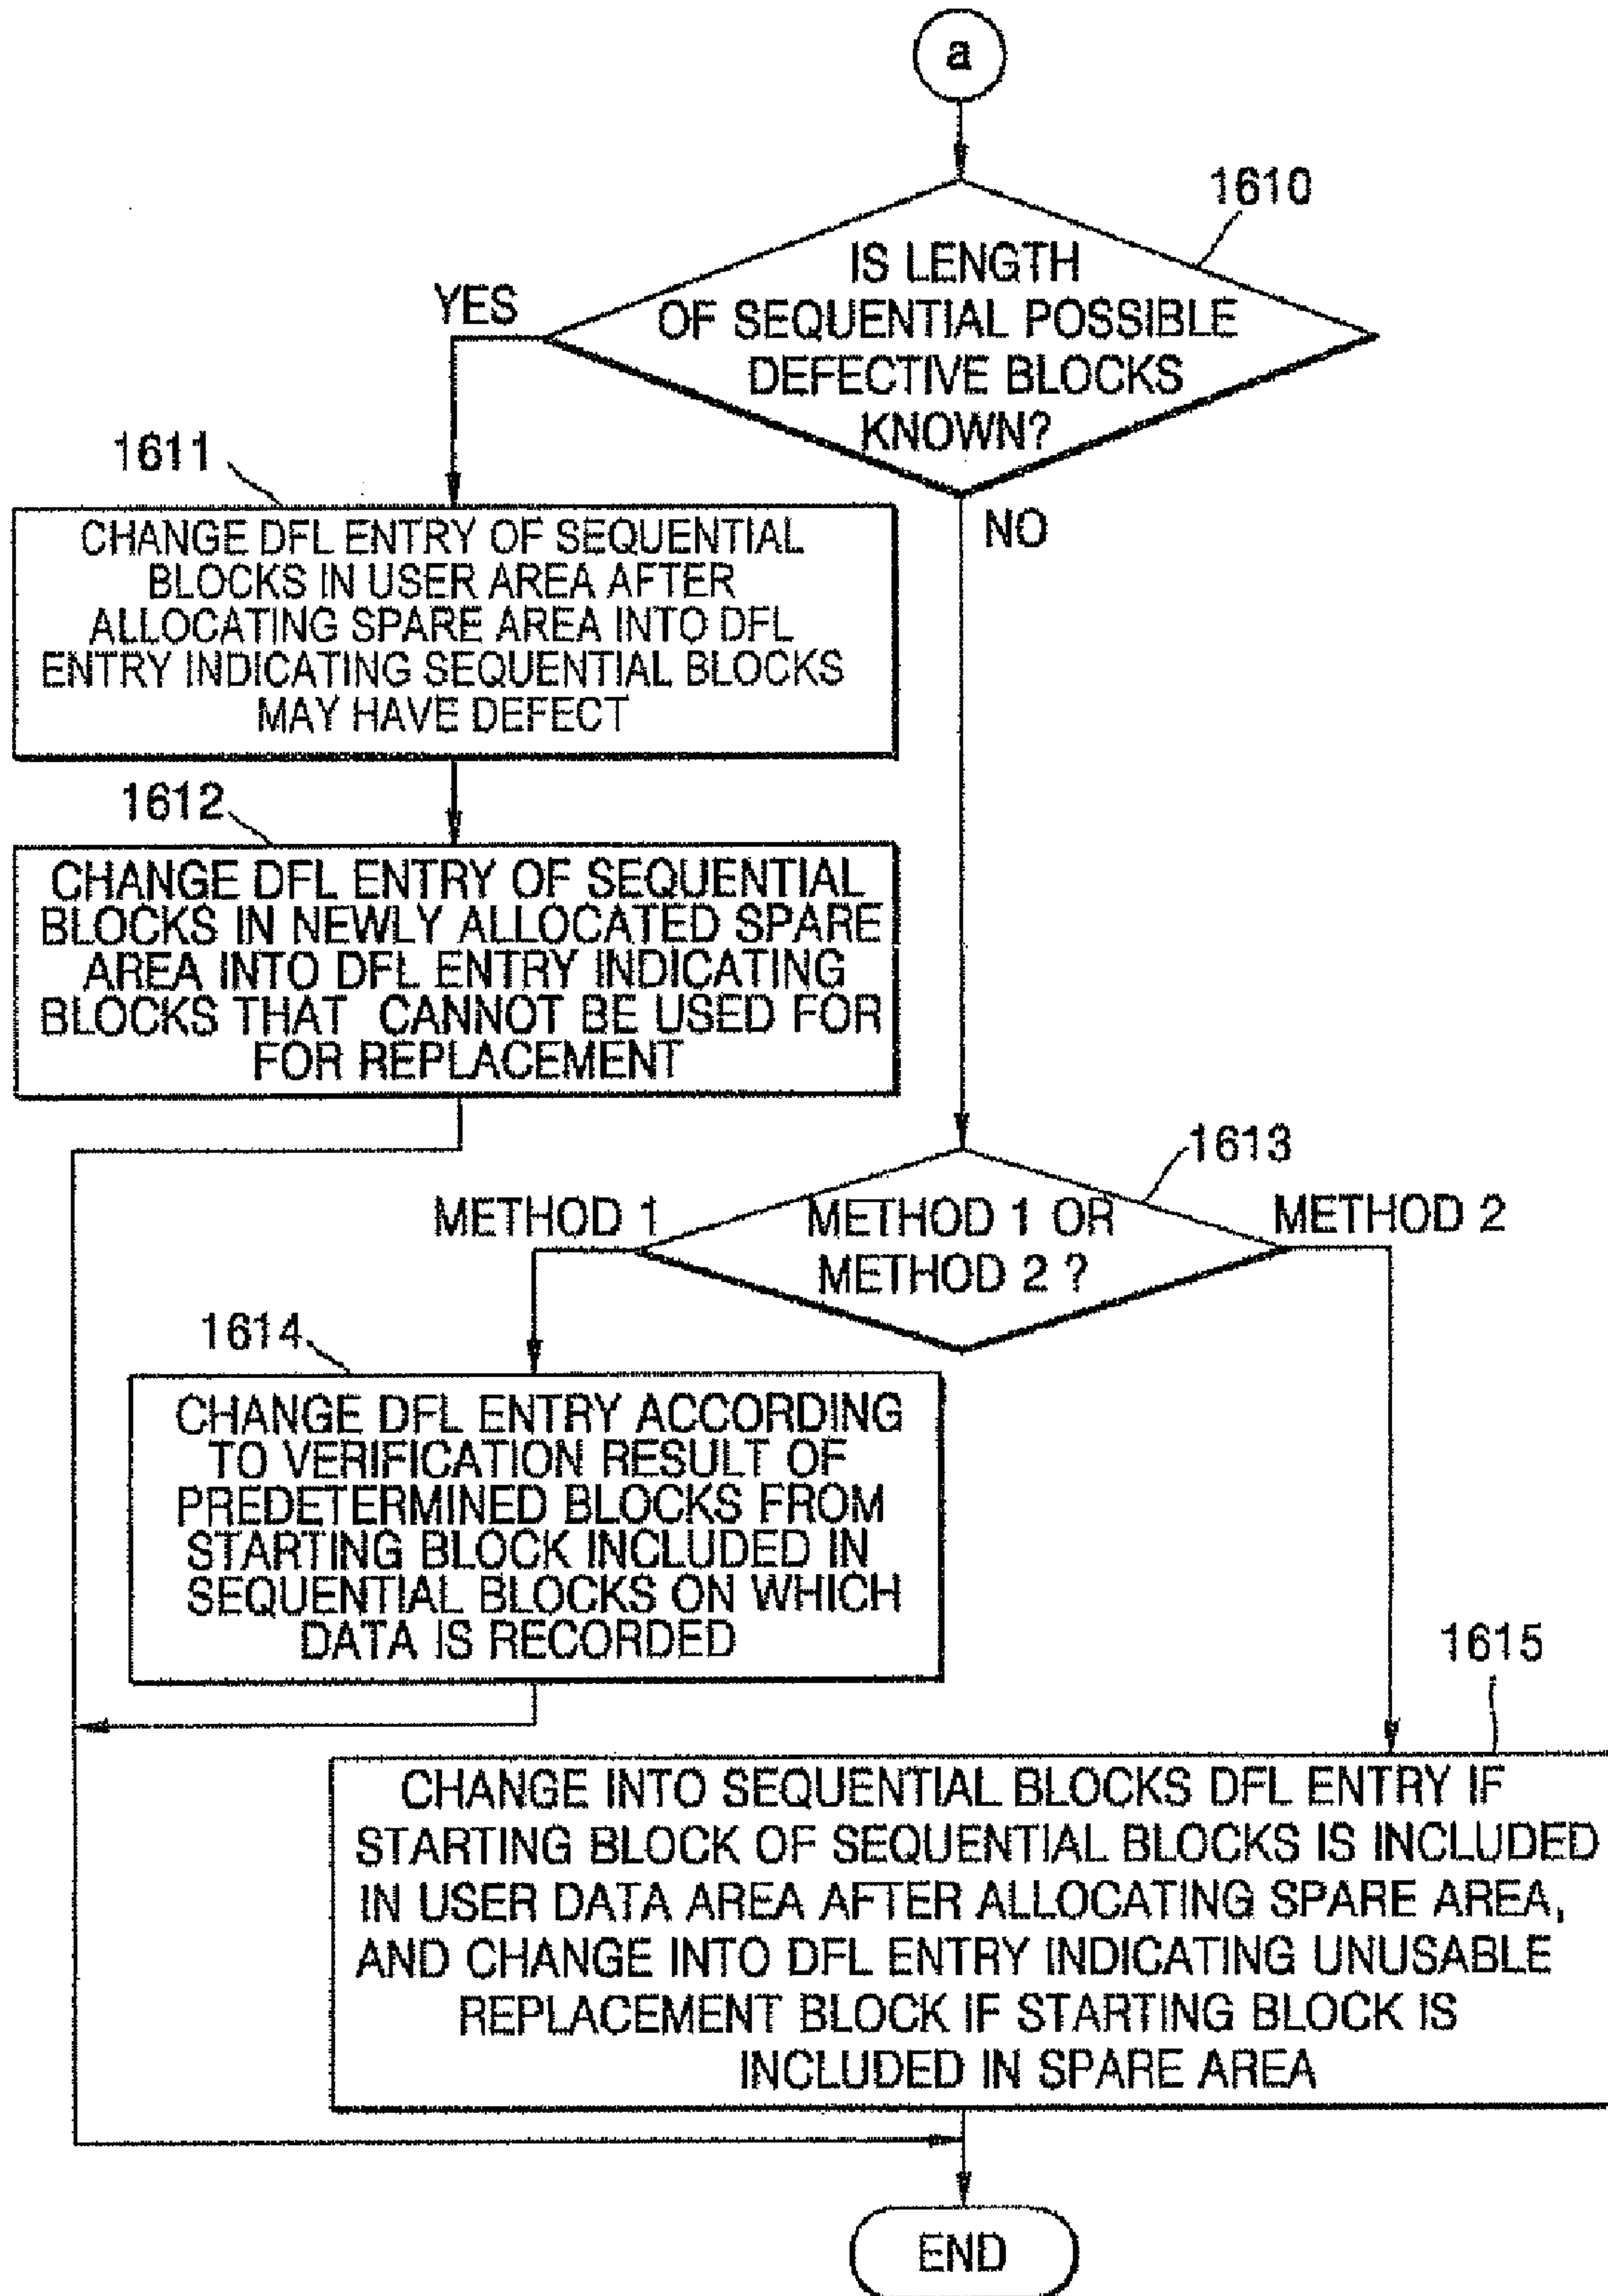 a
1610
IS LENGTH
OF SEQUENTIAL POSSIBLE
DEFECTIVE BLOCKS
KNOWN?
YES
NO
1611
CHANGE DFL ENTRY OF SEQUENTIAL
BLOCKS IN USER AREA AFTER
ALLOCATING SPARE AREA INTO DFL
ENTRY INDICATING SEQUENTIAL BLOCKS
MAY HAVE DEFECT
1612
CHANGE DFL ENTRY OF SEQUENTIAL
BLOCKS IN NEWLY ALLOCATED SPARE
AREA INTO DFL ENTRY INDICATING
BLOCKS THAT CANNOT BE USED FOR
FOR REPLACEMENT
1613
METHOD 1
METHOD 1 OR
METHOD 2 ?
METHOD 2
1614
CHANGE DFL ENTRY ACCORDING
TO VERIFICATION RESULT OF
PREDETERMINED BLOCKS FROM
STARTING BLOCK INCLUDED IN
SEQUENTIAL BLOCKS ON WHICH
DATA IS RECORDED
1615
CHANGE INTO SEQUENTIAL BLOCKS DFL ENTRY IF
STARTING BLOCK OF SEQUENTIAL BLOCKS IS INCLUDED
IN USER DATA AREA AFTER ALLOCATING SPARE AREA,
AND CHANGE INTO DFL ENTRY INDICATING UNUSABLE
REPLACEMENT BLOCK IF STARTING BLOCK IS
INCLUDED IN SPARE AREA
END